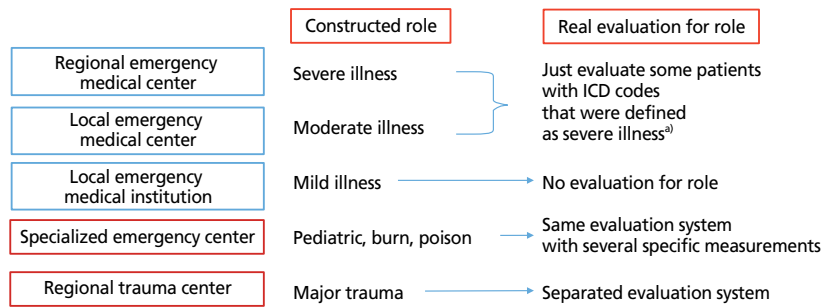 Constructed role
Real evaluation for role
Regional emergency
medical center
Severe illness
Just evaluate some patients
with ICD codes
that were defined
as severe illnessa)
Local emergency
medical center
Moderate illness
Local emergency
medical institution
Mild illness
No evaluation for role
Specialized emergency center
Pediatric, burn, poison
Same evaluation system
with several specific measurements
Regional trauma center
Major trauma
Separated evaluation system